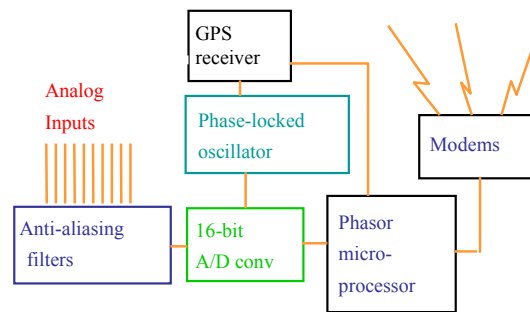 GPS
receiver
Analog
Inputs
Phase-locked
oscillator
Modems
Anti-aliasing
filters
16-bit
A/D conv
Phasor
micro-
processor